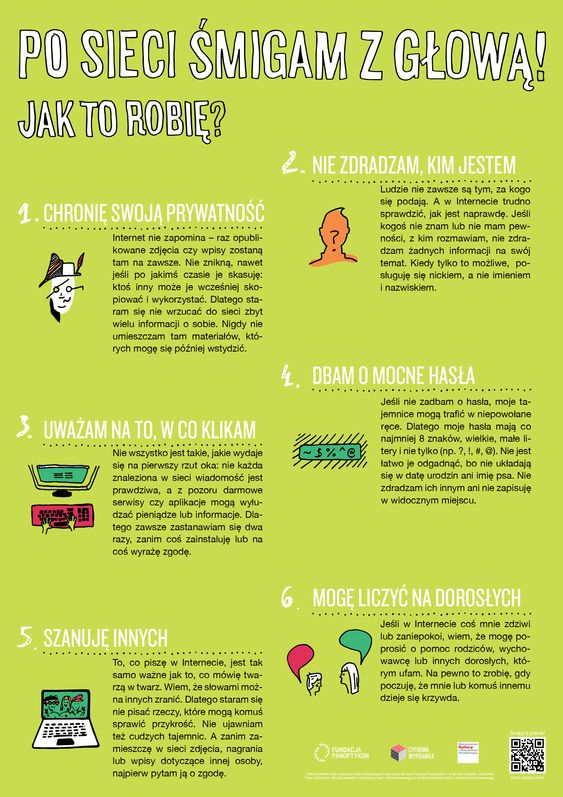 PO SIECI ŚMIGAM Z GŁOWĄ!
JAK TO ROBIĘ?
1. CHRONIĘ SWOJĄ PRYWATNOŚĆ
Internet nie zapomina – raz opubli-
kowane zdjęcia czy wpisy zostaną
tam na zawsze. Nie znikną, nawet
jeśli po jakimś czasie je skasuję:
ktoś inny może je wcześniej sko-
piować i wykorzystać. Dlatego sta-
ram się nie wrzucać do sieci zbyt
wielu informacji o sobie. Nigdy nie
umieszczam tam materiałów, któ-
rych mogę się później wstydzić.
2. NIE ZDRADZAM, KIM JESTEM
Ludzie nie zawsze są tym, za kogo
się podają. A w Internecie trudno
sprawdzić, jak jest naprawdę. Jeśli
kogoś nie znam lub nie mam pew-
ności, z kim rozmawiam, nie zdra-
dzam żadnych informacji na swój
temat. Kiedy tylko to możliwe, po-
sługuję się nickiem, a nie imieniem
i nazwiskiem.
?
3. UWAŻAM NA TO, W CO KLIKAM
Nie wszystko jest takie, jakie wydaje
się na pierwszy rzut oka: nie każda
znaleziona w sieci wiadomość jest
prawdziwa, a z pozoru darmowe
serwisy czy aplikacje mogą wyłu-
dzać pieniądze lub informacje. Dla-
tego zawsze zastanawiam się dwa
razy, zanim coś zainstaluję lub na
coś wyrażę zgodę.
4. DBAM O MOCNE HASŁA
Jeśli nie zadbam o hasła, moje ta-
jemnice mogą trafić w niepowołane
ręce. Dlatego moje hasła mają co
najmniej 8 znaków, wielkie, małe li-
tery i nie tylko (np. ?, !, #, @). Nie jest
łatwo je odgadnąć, bo nie układają
się w datę urodzin ani imię psa. Nie
zdradzam ich innym ani nie zapisuję
w widocznym miejscu.
~$%^@
5. SZANUJĘ INNYCH
To, co piszę w Internecie, jest tak
samo ważne jak to, co mówię twa-
rzą w twarz. Wiem, że słowami moż-
na innych zranić. Dlatego staram się
nie pisać rzeczy, które mogą komuś
sprawić przykrość. Nie ujawniam
też cudzych tajemnic. A zanim za-
mieszczę w sieci zdjęcia, nagrania
lub wpisy dotyczące innej osoby,
najpierw pytam ją o zgodę.
6. MOGĘ LICZYĆ NA DOROSŁYCH
Jeśli w Internecie coś mnie zdziwi
lub zaniepokoi, wiem, że mogę po-
prosić o pomoc rodziców, wycho-
wawcę lub innych dorosłych, któ-
rym ufam. Na pewno to zrobię, gdy
poczuję, że mnie lub komuś innemu
dzieje się krzywda.
FUNDACJA
PANOPTYKON
CYFROWA
WYPRAWKA